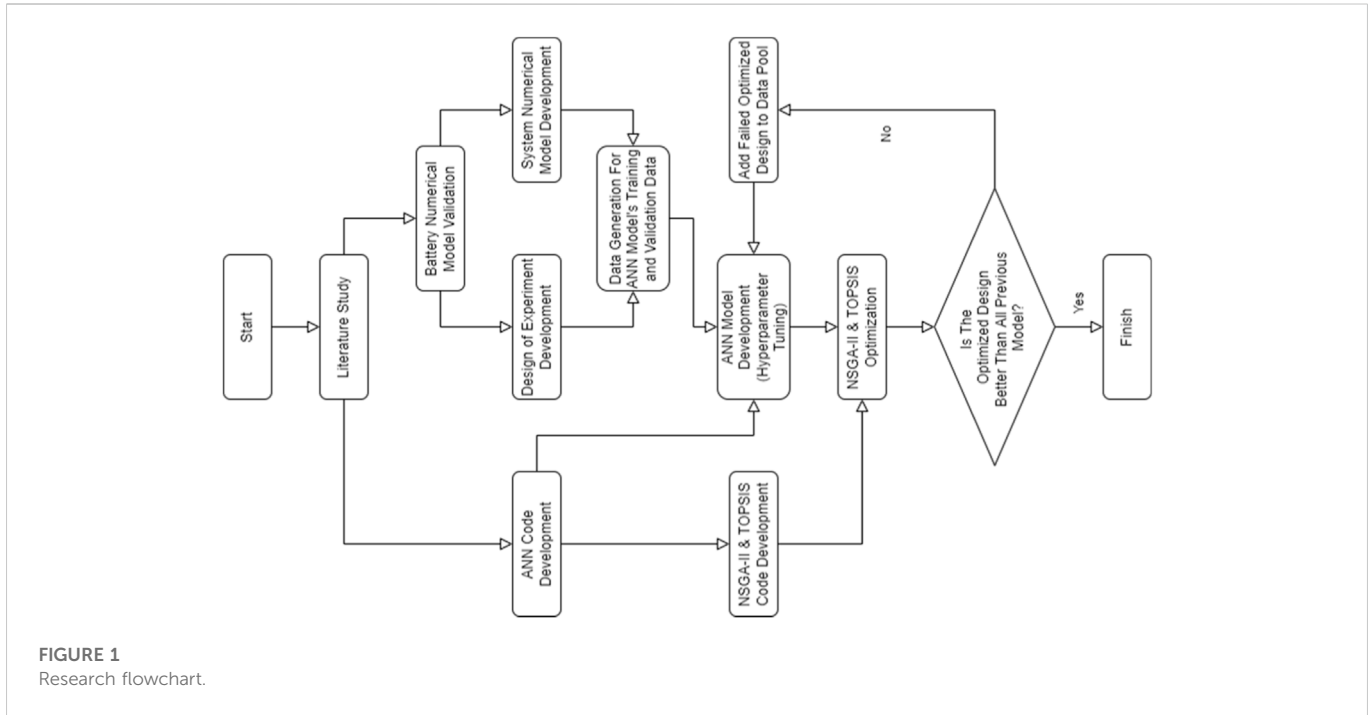 Start
Literature Study
Battery Numerical
Model Validation
System Numerical
Model Development
Design of Experiment
Development
Data Generation For
ANN Model's Training
and Validation Data
ANN Code
Development
Add Failed Optimized
Design to Data Pool
ANN Model
Development
(Hyperparameter
Tuning)
NSGA-II & TOPSIS
Code Development
NSGA-II & TOPSIS
Optimization
Is The
Optimized Design
Better Than All Previous
Model?
No
Yes
Finish
FIGURE 1
Research flowchart.